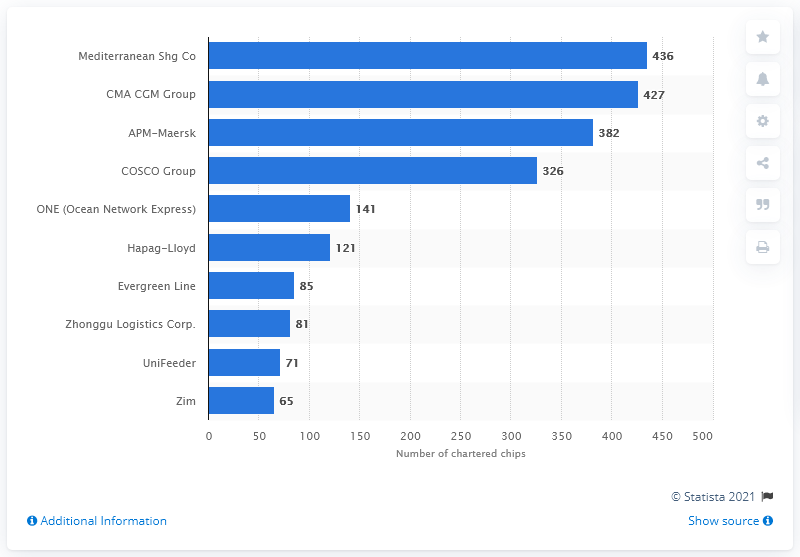 Mediterranean Shg Co 436
CMA CGM Group 427
APM-Maersk 382
COSCO Group 326
ONE (Ocean Network Express) 141
Hapag-Lloyd 121
Evergreen Line 85
Zhonggu Logistics Corp. 81
UniFeeder 71
Zim 65
0 50 100 150 200 250 300 350 400 450 500
Number of chartered chips
© Statista 2021
Additional Information Show source